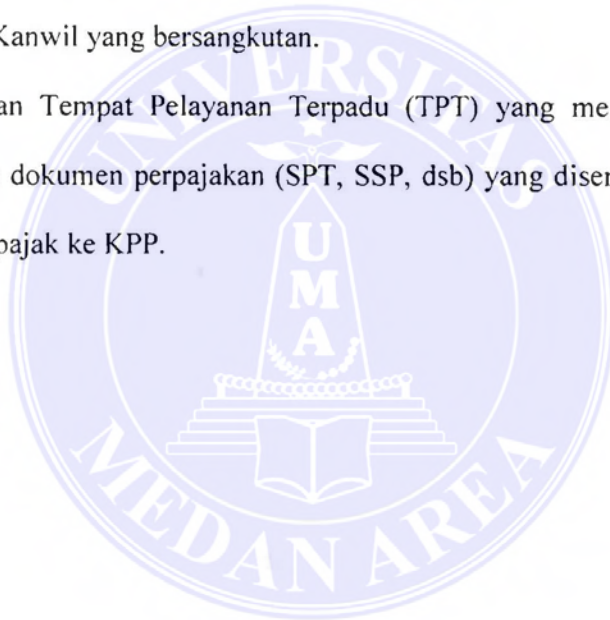 Kanwil yang bersangkutan.
an Tempat Pelayanan Terpadu (TPT) yang me
dokumen perpajakan (SPT, SSP, dsb) yang diser
pajak ke KPP.
UNIVERSITAS
UMA
MEDAN AREA